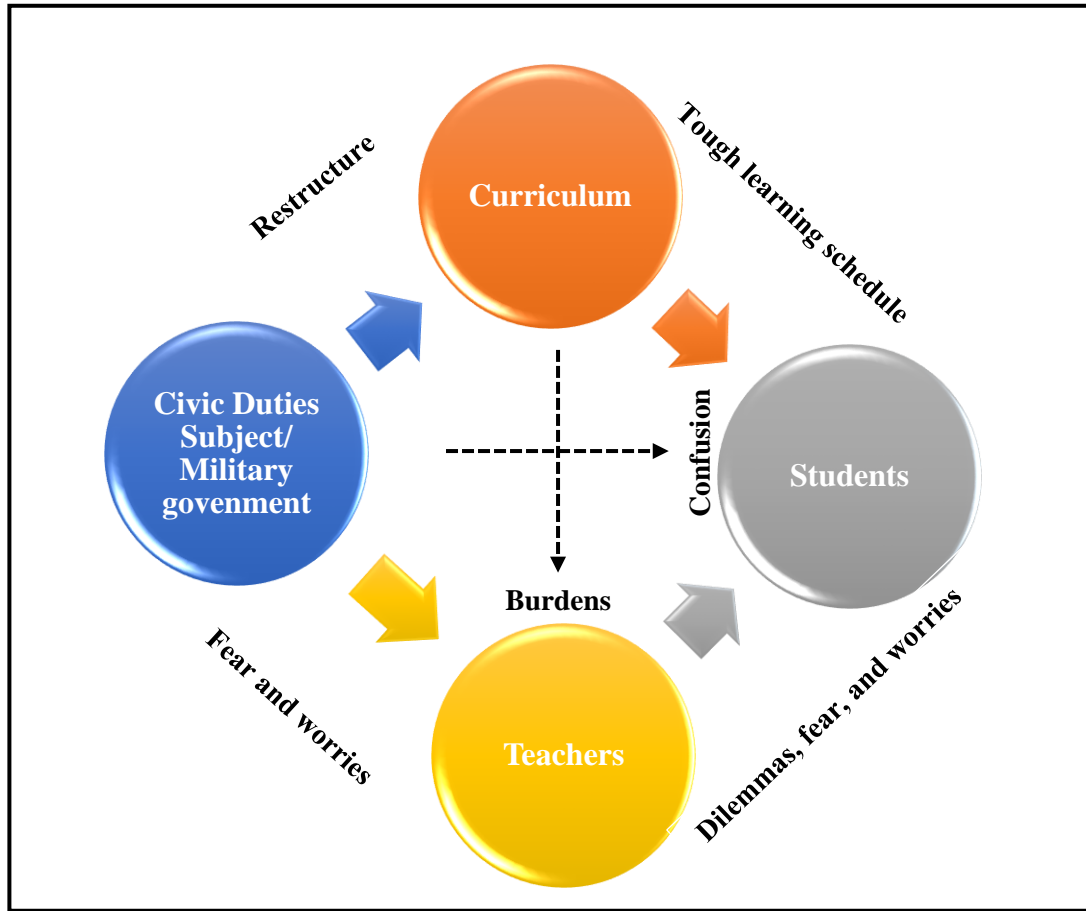 Restructure
Curriculum
Tough learning schedule
Civic Duties
Subject/
Military
govenment
Confusion
Students
Burdens
Fear and worries
Teachers
Dilemmas, fear, and worries